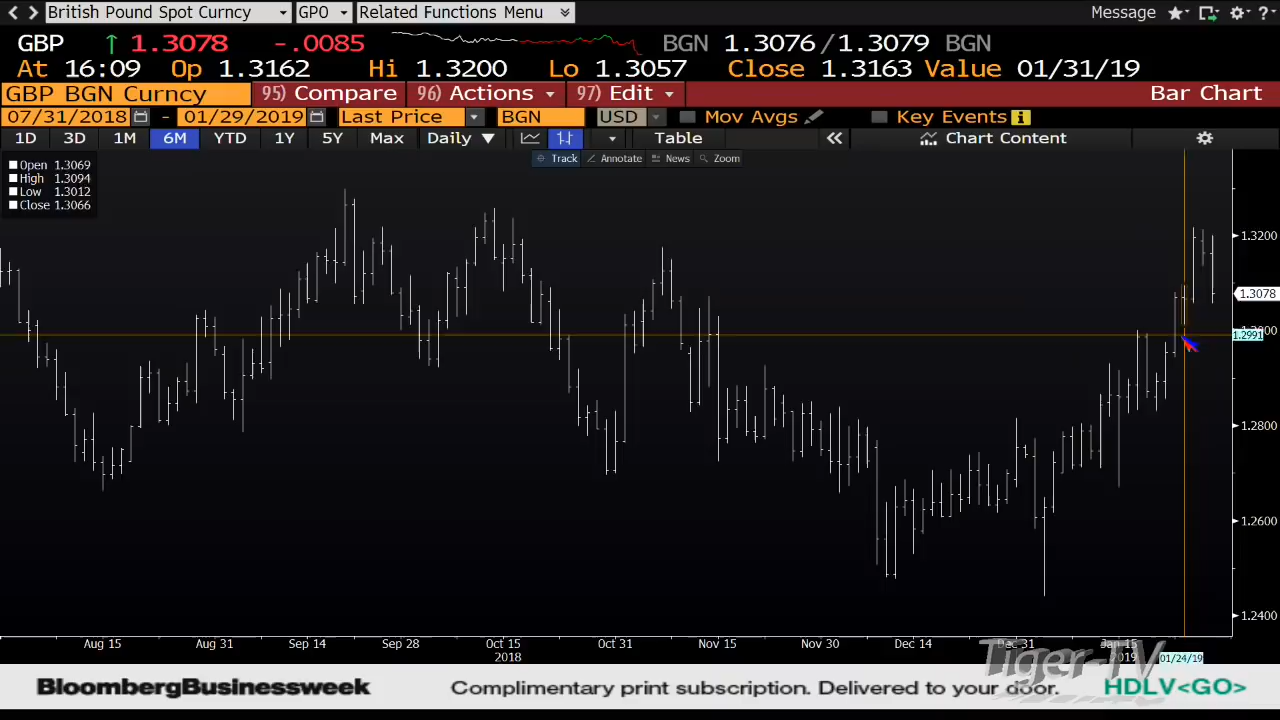 British Pound Spot Curncy GPO Related Functions Menu Message ?
GBP ↑ 1.3078 -.0085 BGN 1.3076/1.3079 BGN
At 16:09 Op 1.3162 Hi 1.3200 Lo 1.3057 Close 1.3163 Value 01/31/19
GBP BGN Curncy 95) Compare 96) Actions 97) Edit Bar Chart
07/31/2018 - 01/29/2019 Last Price BGN USD Mov Avgs Key Events i
1D 3D 1M 6M YTD 1Y 5Y Max Daily ▼ Table « Chart Content
Track Annotate News Zoom
Open 1.3069
High 1.3094
Low 1.3012
Close 1.3066
1.3200
1.3078
1.3000
1.2991
1.2800
1.2600
1.2400
Aug 15 Aug 31 Sep 14 Sep 28 Oct 15 Oct 31 Nov 15 Nov 30 Dec 14 Dec 31 Jan 15
2018 2019 01/24/19
Tiger-TV
BloombergBusinessweek Complimentary print subscription. Delivered to your door. HDLV<GO>